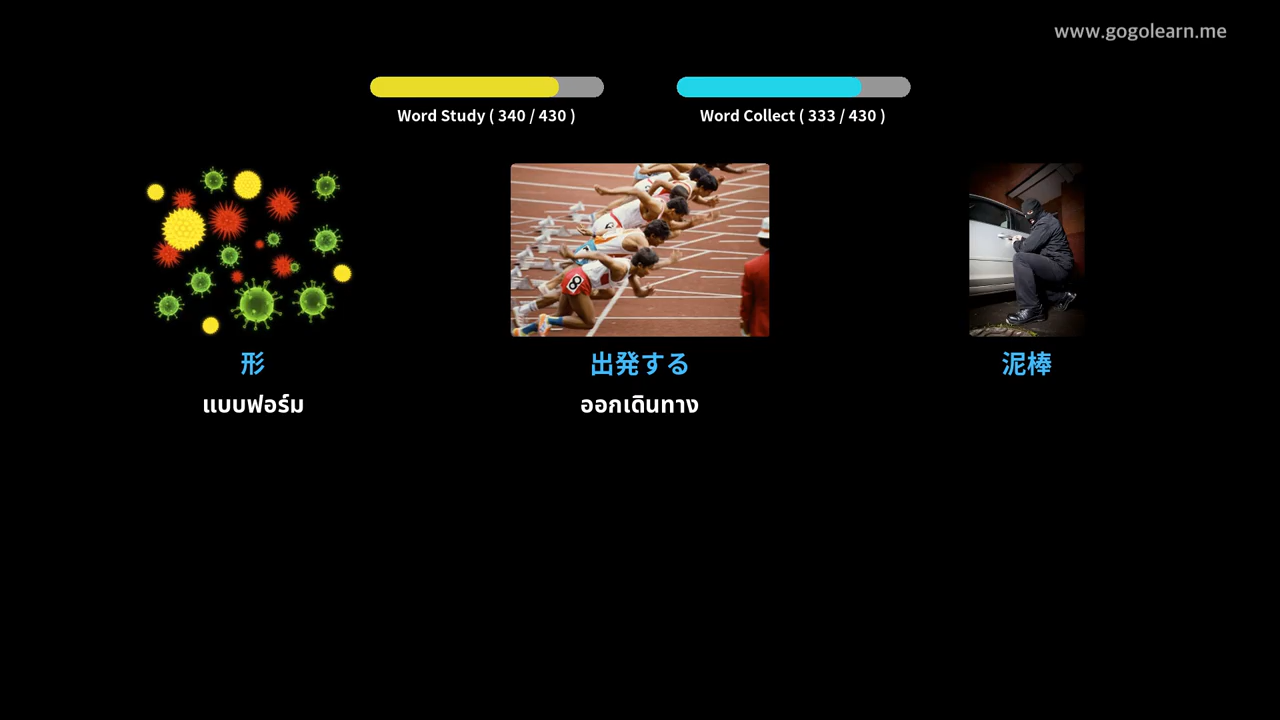 www.gogolearn.me
Word Study ( 340 / 430 )
Word Collect ( 333 / 430 )
形
出発する
泥棒
แบบฟอร์ม
ออกเดินทาง
8